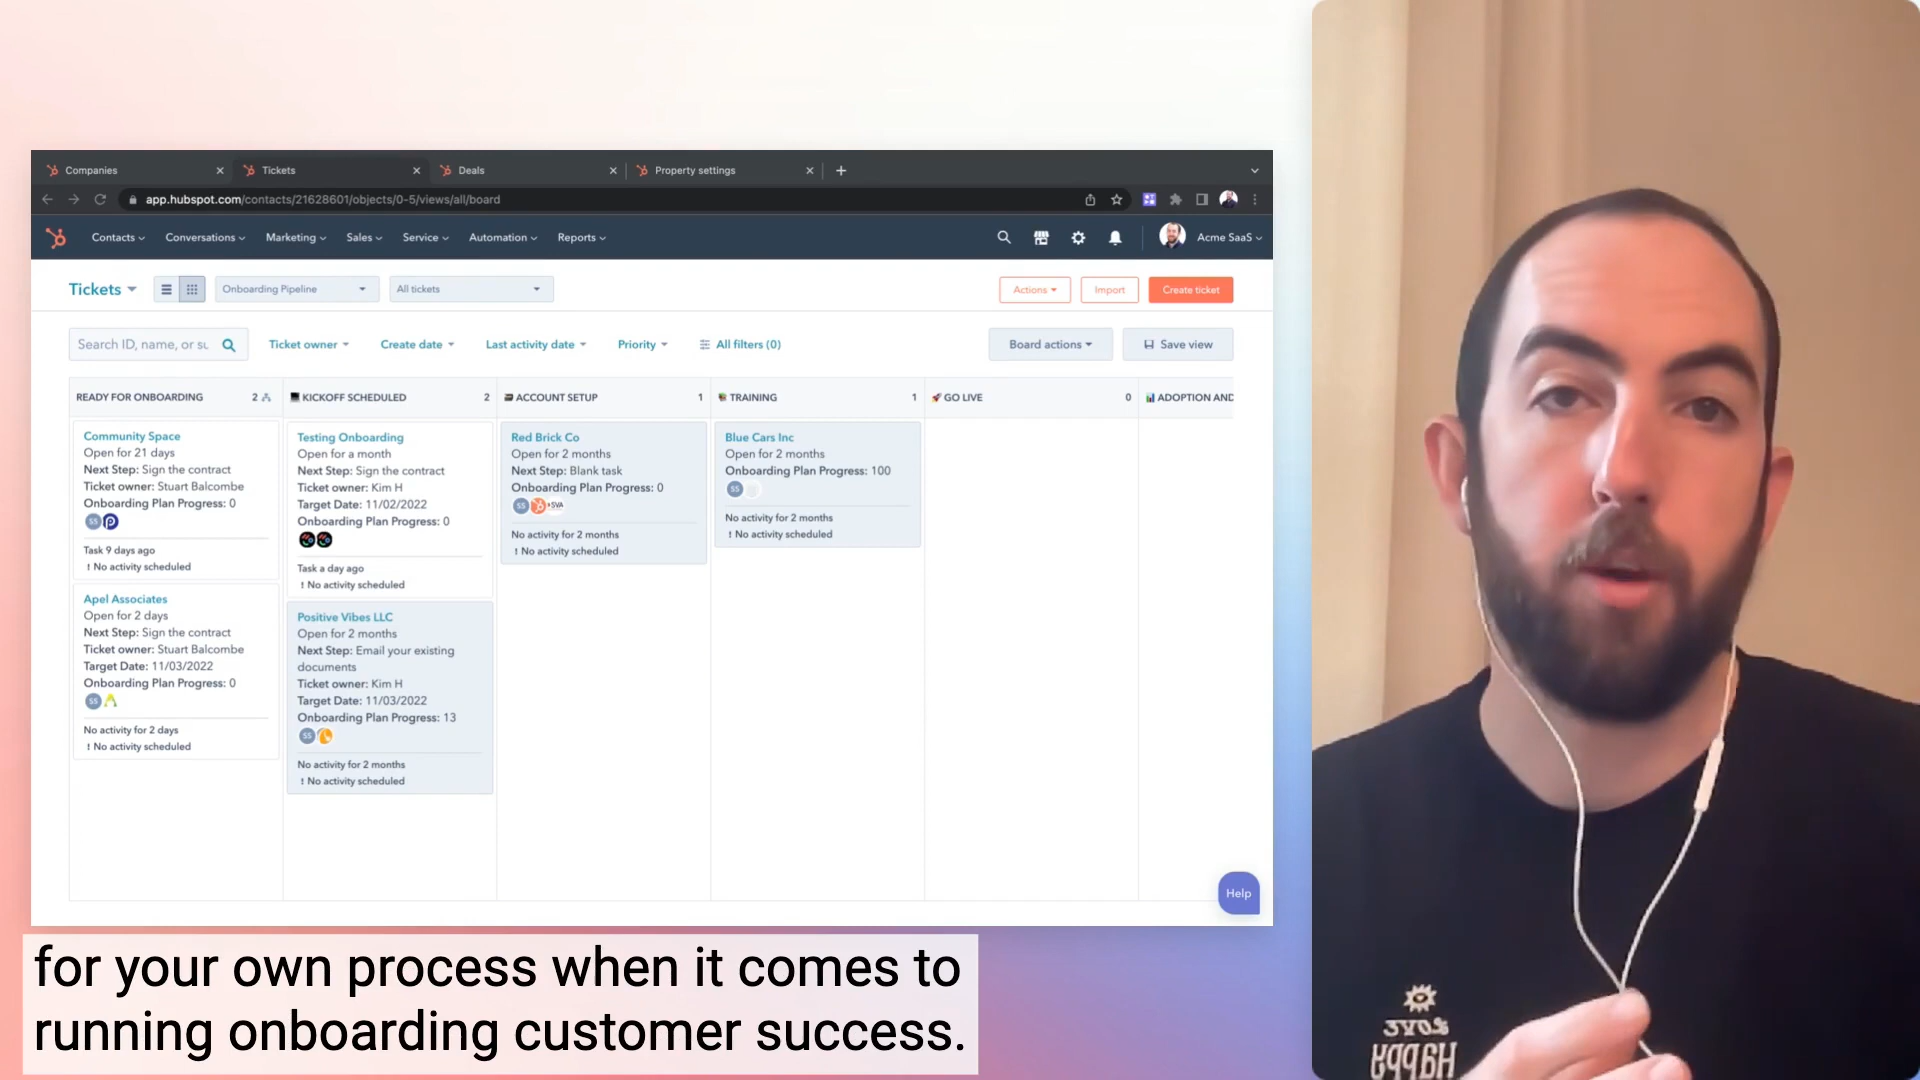 Companies
Tickets
Deals
Property settings
app.hubspot.com/contacts/21628601/objects/0-5/views/all/board
Contacts
Conversations
Marketing
Sales
Service
Automation
Reports
Acme SaaS
Tickets
Onboarding Pipeline
All tickets
Actions
Import
Create ticket
Search ID, name, or su
Ticket owner
Create date
Last activity date
Priority
All filters (0)
Board actions
Save view
READY FOR ONBOARDING 2
Community Space
Open for 21 days
Next Step: Sign the contract
Ticket owner: Stuart Balcombe
Onboarding Plan Progress: 0
SS
Task 9 days ago
! No activity scheduled
Apel Associates
Open for 2 days
Next Step: Sign the contract
Ticket owner: Stuart Balcombe
Target Date: 11/03/2022
Onboarding Plan Progress: 0
SS
No activity for 2 days
! No activity scheduled
KICKOFF SCHEDULED 2
Testing Onboarding
Open for a month
Next Step: Sign the contract
Ticket owner: Kim H
Target Date: 11/02/2022
Onboarding Plan Progress: 0
Task a day ago
! No activity scheduled
Positive Vibes LLC
Open for 2 months
Next Step: Email your existing
documents
Ticket owner: Kim H
Target Date: 11/03/2022
Onboarding Plan Progress: 13
SS
No activity for 2 months
! No activity scheduled
ACCOUNT SETUP 1
Red Brick Co
Open for 2 months
Next Step: Blank task
Onboarding Plan Progress: 0
SS
No activity for 2 months
! No activity scheduled
TRAINING 1
Blue Cars Inc
Open for 2 months
Onboarding Plan Progress: 100
SS
No activity for 2 months
! No activity scheduled
GO LIVE 0
ADOPTION AND
Help
for your own process when it comes to
running onboarding customer success.
LOVE
HAPPY